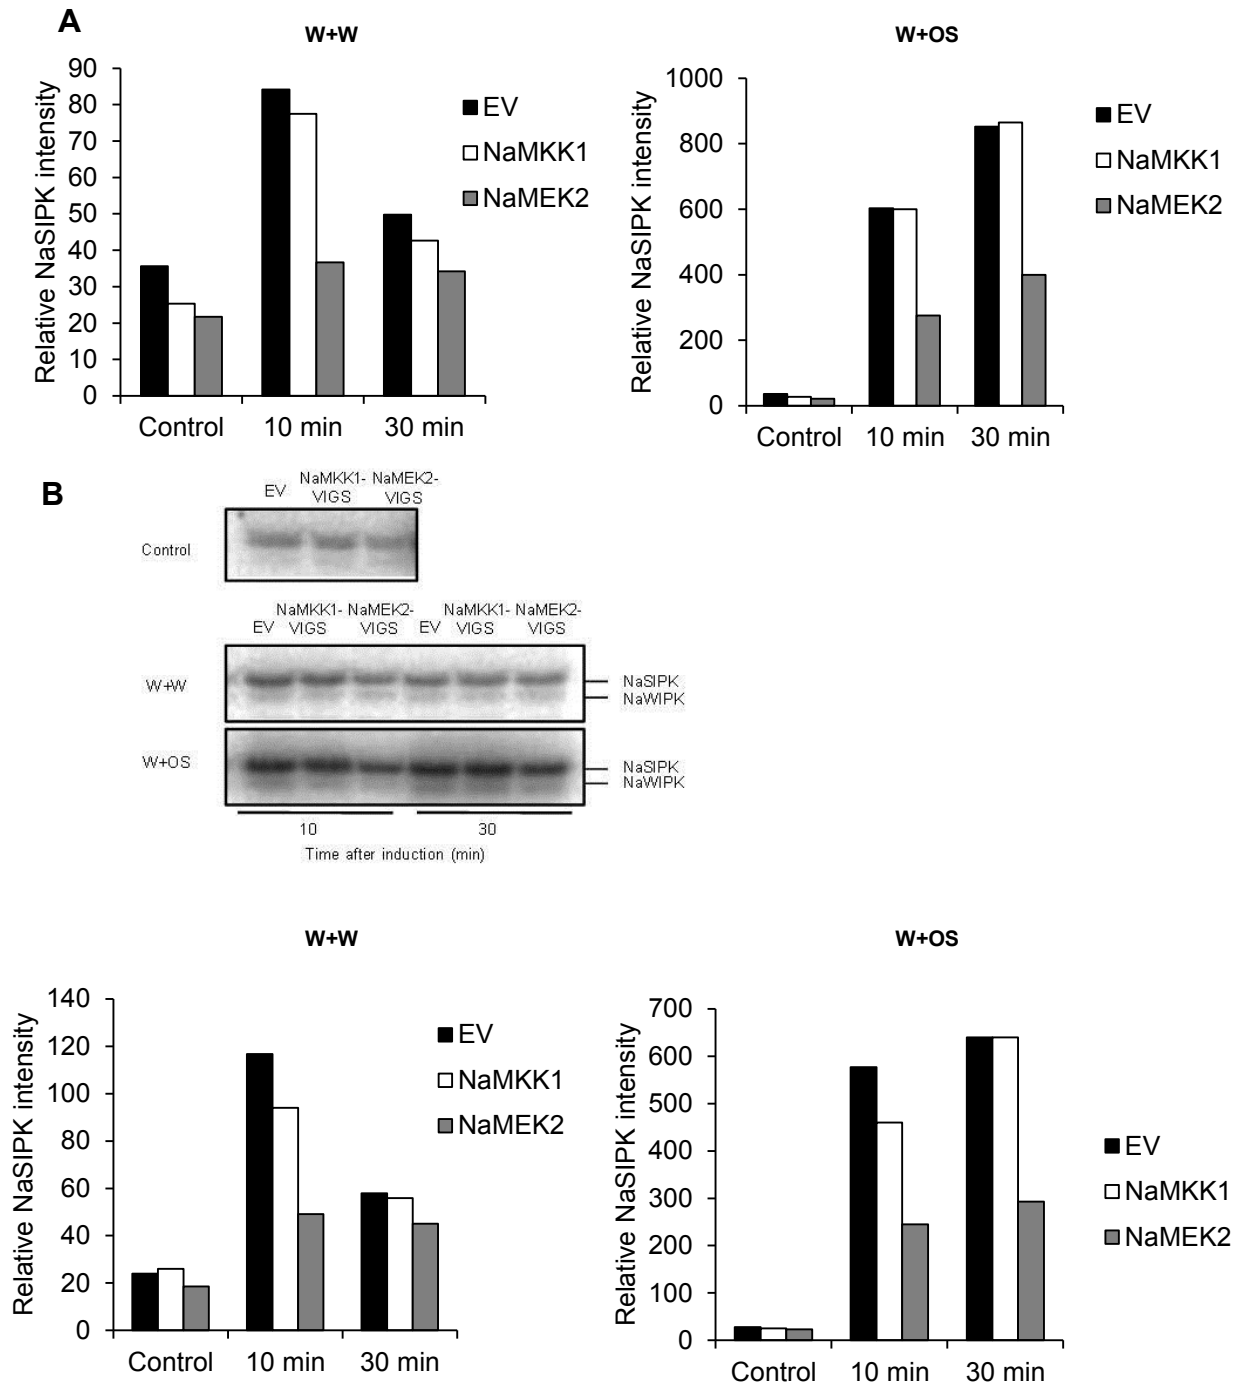 A
W+W
Relative NaSIPK intensity
90
80
70
60
50
40
30
20
10
0
Control 10 min 30 min
EV
NaMKK1
NaMEK2
W+OS
Relative NaSIPK intensity
1000
800
600
400
200
0
Control 10 min 30 min
EV
NaMKK1
NaMEK2
B
EV NaMKK1-VIGS NaMEK2-VIGS
Control
EV NaMKK1-VIGS NaMEK2-VIGS EV NaMKK1-VIGS NaMEK2-VIGS
W+W
NaSIPK
NaWIPK
W+OS
NaSIPK
NaWIPK
10 30
Time after induction (min)
W+W
Relative NaSIPK intensity
140
120
100
80
60
40
20
0
Control 10 min 30 min
EV
NaMKK1
NaMEK2
W+OS
Relative NaSIPK intensity
700
600
500
400
300
200
100
0
Control 10 min 30 min
EV
NaMKK1
NaMEK2